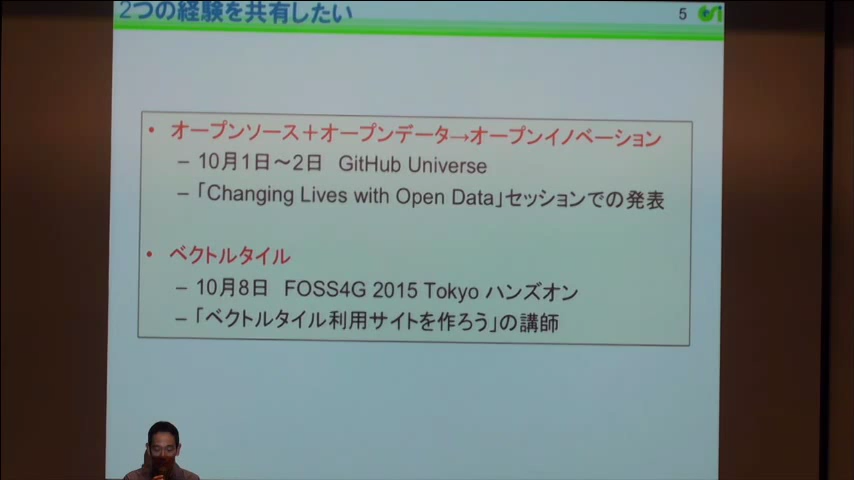 2つの経験を共有したい
5
• オープンソース＋オープンデータ→オープンイノベーション
– 10月1日～2日 GitHub Universe
– 「Changing Lives with Open Data」セッションでの発表
• ベクトルタイル
– 10月8日 FOSS4G 2015 Tokyo ハンズオン
– 「ベクトルタイル利用サイトを作ろう」の講師